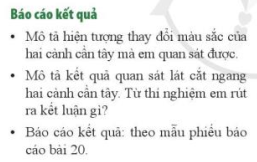 Báo cáo kết quả
• Mô tả hiện tượng thay đổi màu sắc của
hai cành cần tây mà em quan sát được.
• Mô tả kết quả quan sát lát cắt ngang
hai cành cần tây. Từ thí nghiệm em rút
ra kết luận gì?
• Báo cáo kết quả: theo mẫu phiếu báo
cáo bài 20.